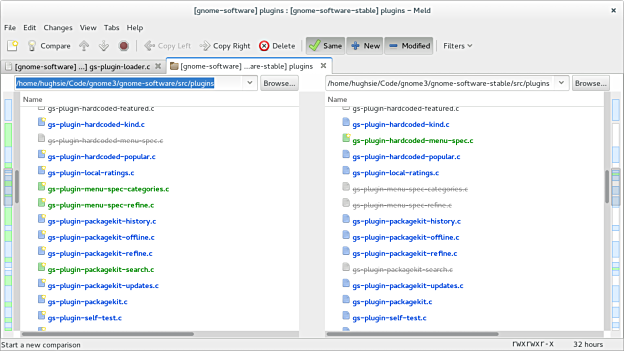 [gnome-software] plugins : [gnome-software-stable] plugins – Meld
File Edit Changes View Tabs Help
Compare Copy Left Copy Right Delete Same New Modified Filters
[gnome-software] ...] gs-plugin-loader.c [gnome-software] ...are-stable] plugins
/home/hughsie/Code/gnome3/gnome-software/src/plugins Browse... /home/hughsie/Code/gnome3/gnome-software-stable/src/plugins Browse...
Name Name
gs-plugin-hardcoded-featured.c gs-plugin-hardcoded-featured.c
gs-plugin-hardcoded-kind.c gs-plugin-hardcoded-kind.c
gs-plugin-hardcoded-menu-spec.c gs-plugin-hardcoded-menu-spec.c
gs-plugin-hardcoded-popular.c gs-plugin-hardcoded-popular.c
gs-plugin-local-ratings.c gs-plugin-local-ratings.c
gs-plugin-menu-spec-categories.c gs-plugin-menu-spec-categories.c
gs-plugin-menu-spec-refine.c gs-plugin-menu-spec-refine.c
gs-plugin-packagekit-history.c gs-plugin-packagekit-history.c
gs-plugin-packagekit-offline.c gs-plugin-packagekit-offline.c
gs-plugin-packagekit-refine.c gs-plugin-packagekit-refine.c
gs-plugin-packagekit-search.c gs-plugin-packagekit-search.c
gs-plugin-packagekit-updates.c gs-plugin-packagekit-updates.c
gs-plugin-packagekit.c gs-plugin-packagekit.c
gs-plugin-self-test.c gs-plugin-self-test.c
Start a new comparison rwxrwxr-x 32 hours